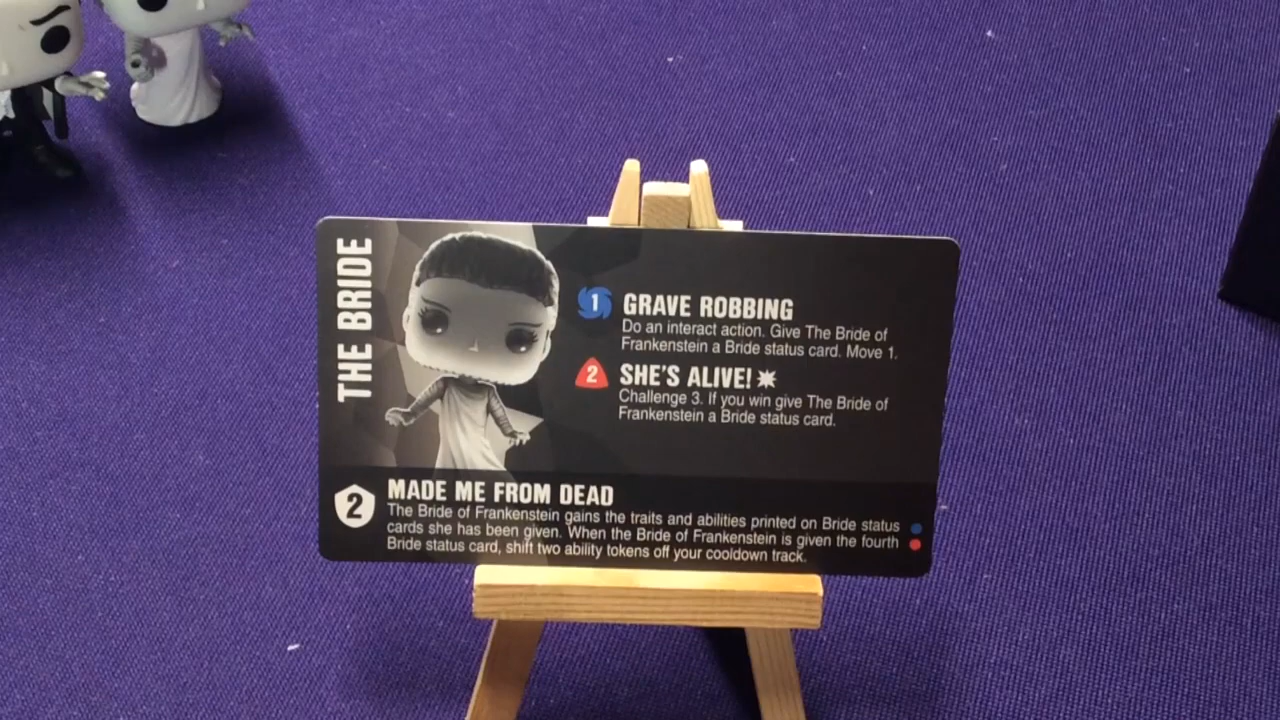 THE BRIDE
1 GRAVE ROBBING
Do an interact action. Give The Bride of
Frankenstein a Bride status card. Move 1.
2 SHE'S ALIVE!
Challenge 3. If you win give The Bride of
Frankenstein a Bride status card.
2
MADE ME FROM DEAD
The Bride of Frankenstein gains the traits and abilities printed on Bride status
cards she has been given. When the Bride of Frankenstein is given the fourth
Bride status card, shift two ability tokens off your cooldown track.